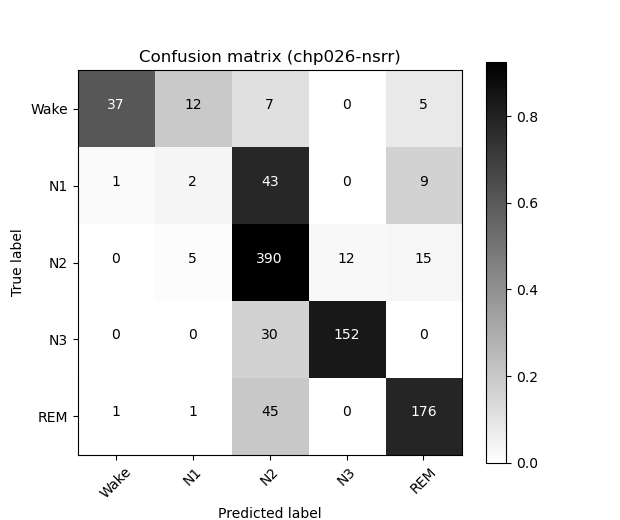 Confusion matrix (chp026-nsrr)
Wake 37 12 7 0 5
N1 1 2 43 0 9
N2 0 5 390 12 15
N3 0 0 30 152 0
REM 1 1 45 0 176
Wake N1 N2 N3 REM
Predicted label
True label
0.8
0.6
0.4
0.2
0.0